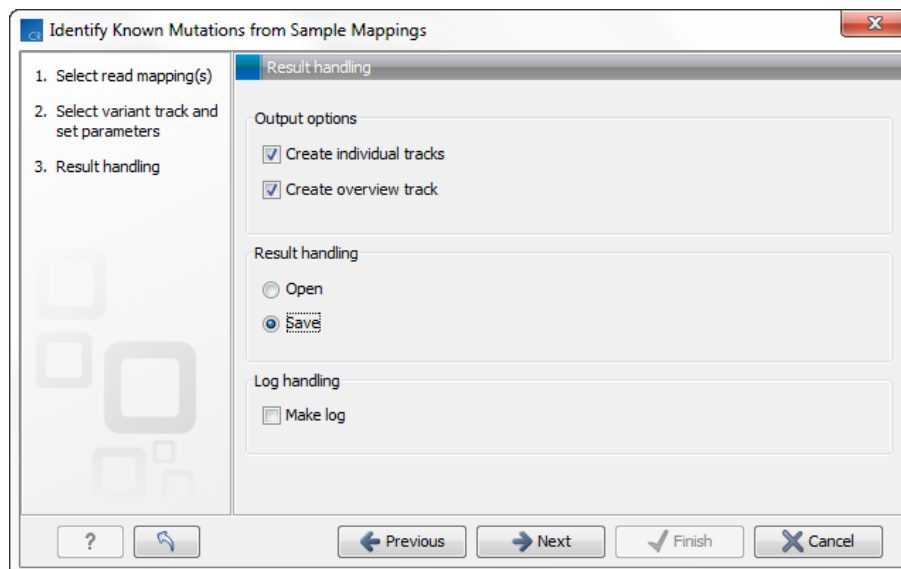 Identify Known Mutations from Sample Mappings
1. Select read mapping(s)
2. Select variant track and
set parameters
3. Result handling
Result handling
Output options
Create individual tracks
Create overview track
Result handling
Open
Save
Log handling
Make log
?
Previous
Next
Finish
Cancel